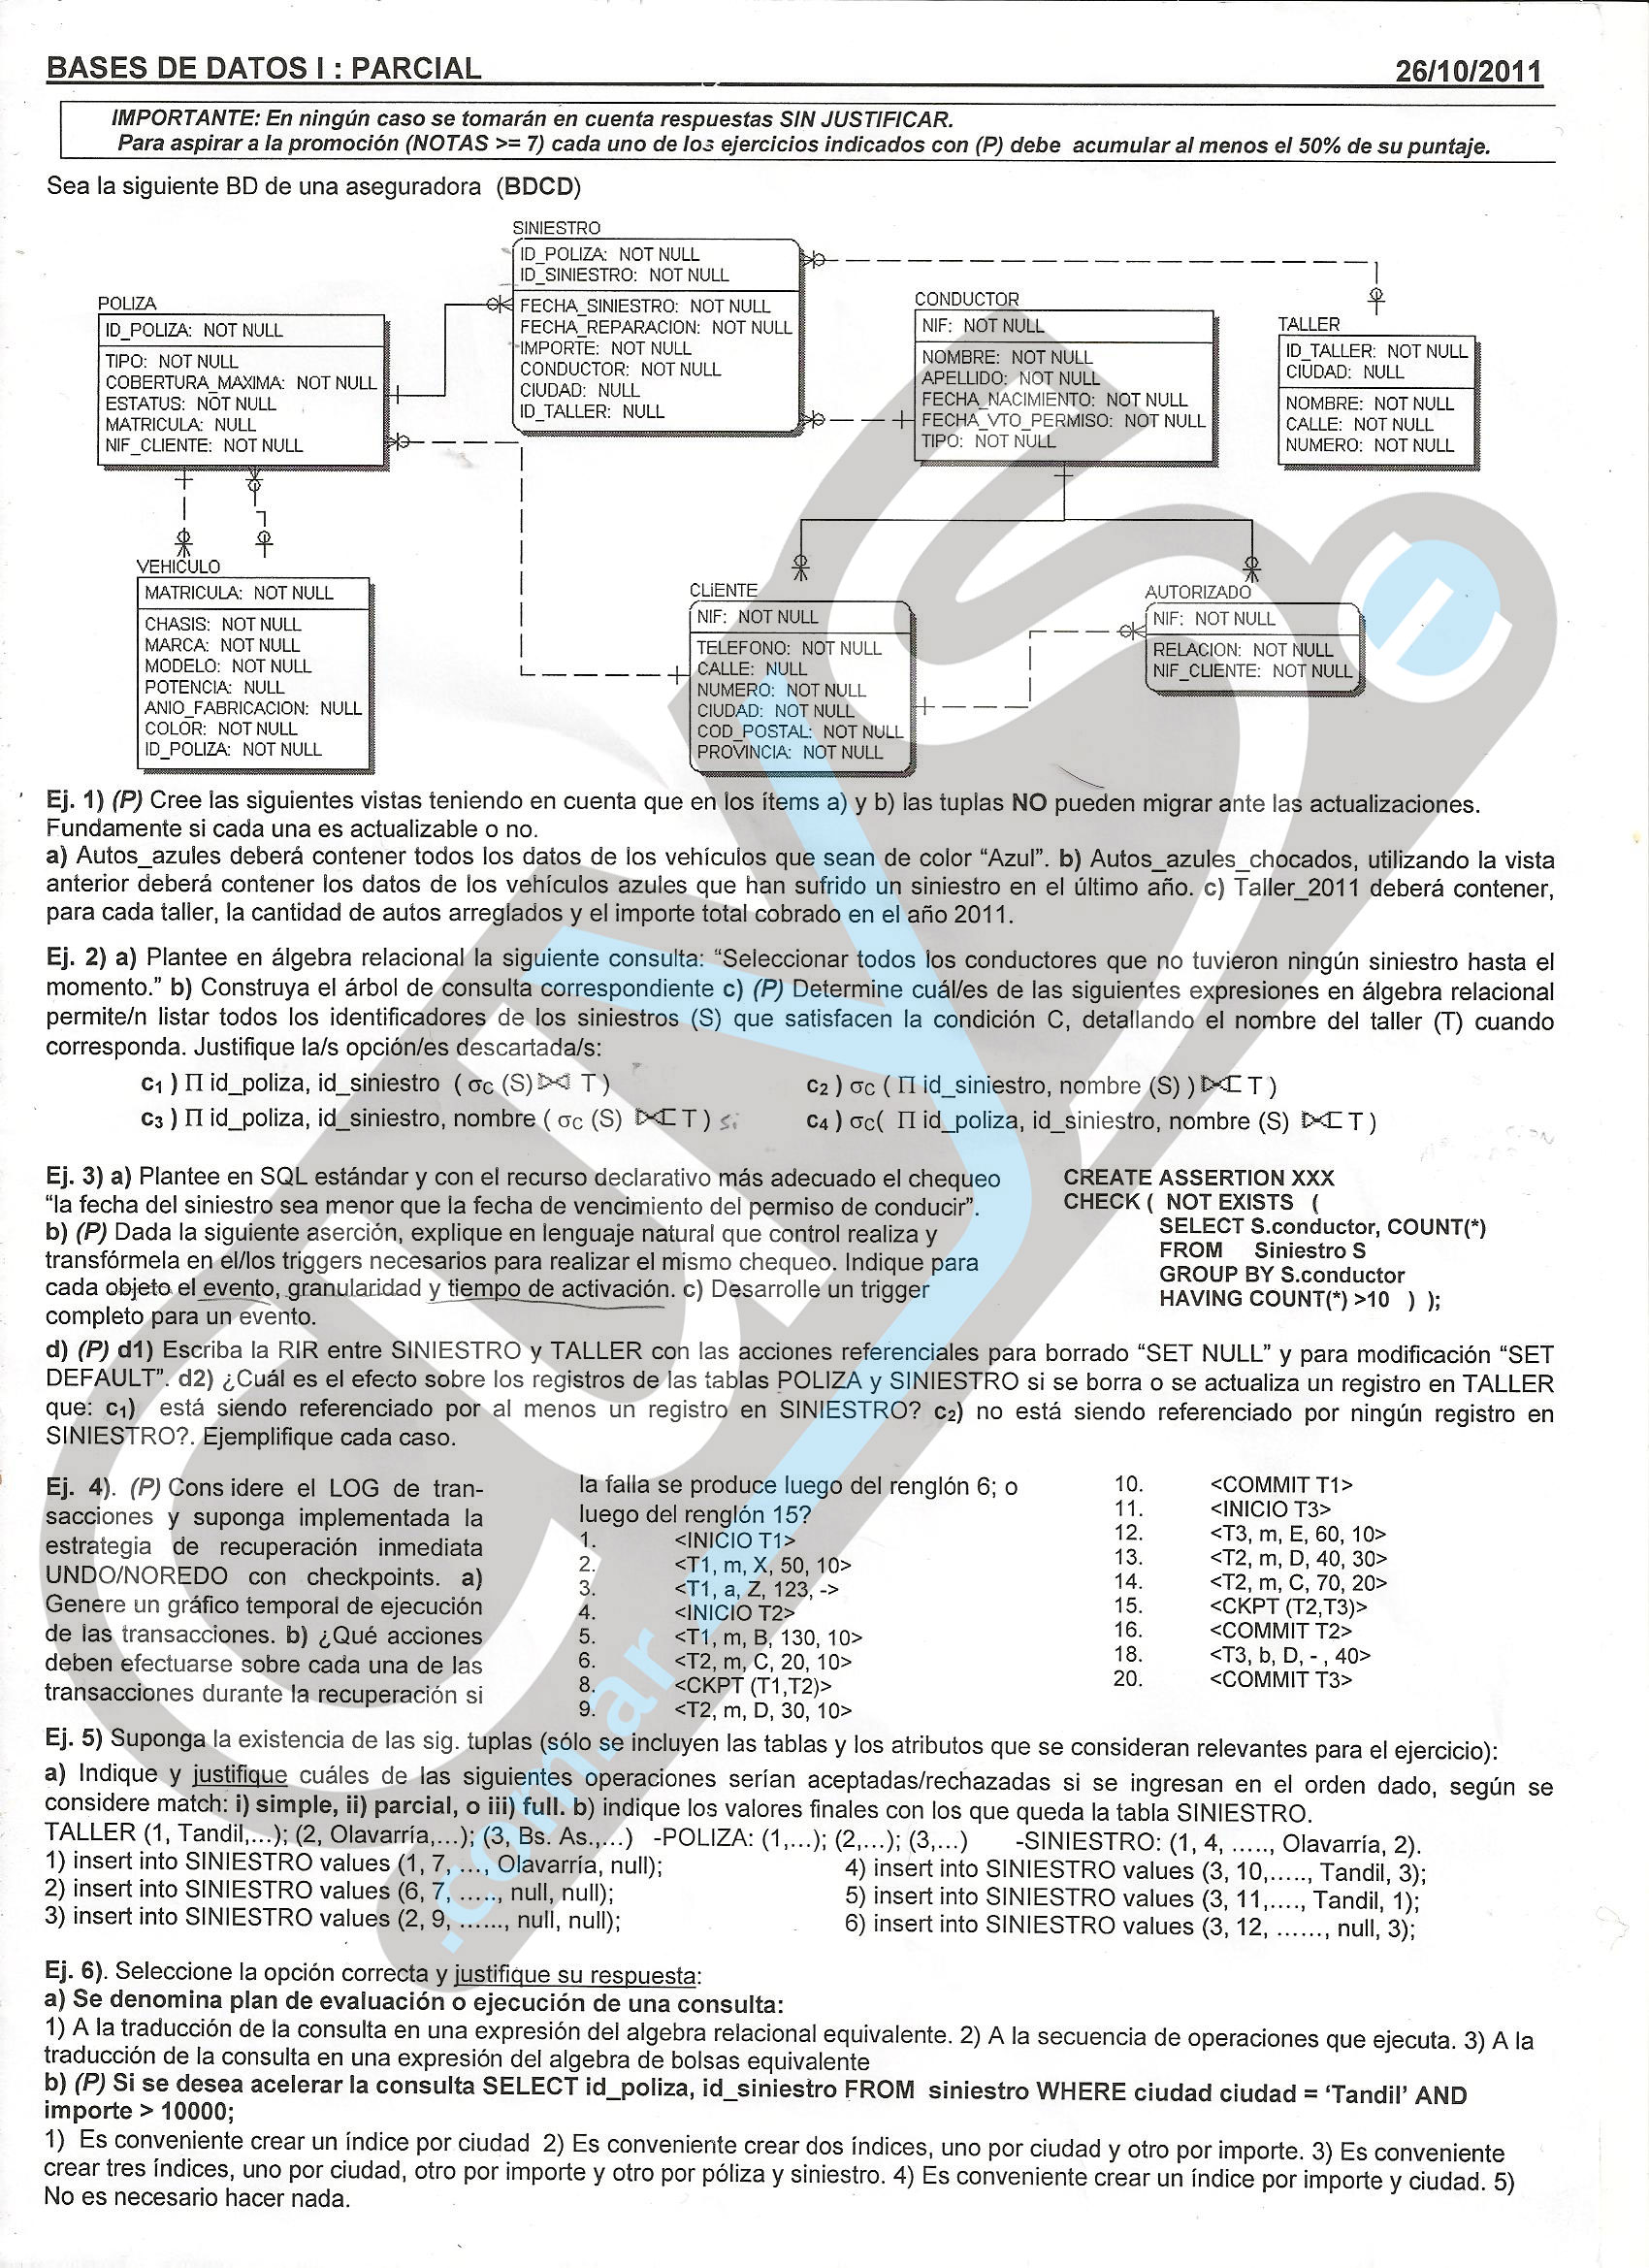 BASES DE DATOS I : PARCIAL 26/10/2011
IMPORTANTE: En ningún caso se tomarán en cuenta respuestas SIN JUSTIFICAR.
Para aspirar a la promoción (NOTAS >= 7) cada uno de los ejercicios indicados con (P) debe acumular al menos el 50% de su puntaje.
Sea la siguiente BD de una aseguradora (BDCD)
SINIESTRO
ID_POLIZA: NOT NULL
ID_SINIESTRO: NOT NULL
FECHA_SINIESTRO: NOT NULL
FECHA_REPARACION: NOT NULL
IMPORTE: NOT NULL
CONDUCTOR: NOT NULL
CIUDAD: NULL
ID_TALLER: NULL
POLIZA
ID_POLIZA: NOT NULL
TIPO: NOT NULL
COBERTURA_MAXIMA: NOT NULL
ESTATUS: NOT NULL
MATRICULA: NULL
NIF_CLIENTE: NOT NULL
CONDUCTOR
NIF: NOT NULL
NOMBRE: NOT NULL
APELLIDO: NOT NULL
FECHA_NACIMIENTO: NOT NULL
FECHA_VTO_PERMISO: NOT NULL
TIPO: NOT NULL
TALLER
ID_TALLER: NOT NULL
CIUDAD: NULL
NOMBRE: NOT NULL
CALLE: NOT NULL
NUMERO: NOT NULL
VEHICULO
MATRICULA: NOT NULL
CHASIS: NOT NULL
MARCA: NOT NULL
MODELO: NOT NULL
POTENCIA: NULL
ANIO_FABRICACION: NULL
COLOR: NOT NULL
ID_POLIZA: NOT NULL
CLiENTE
NIF: NOT NULL
TELEFONO: NOT NULL
CALLE: NULL
NUMERO: NOT NULL
CIUDAD: NOT NULL
COD_POSTAL: NOT NULL
PROVINCIA: NOT NULL
AUTORIZADO
NIF: NOT NULL
RELACION: NOT NULL
NIF_CLIENTE: NOT NULL
Ej. 1) (P) Cree las siguientes vistas teniendo en cuenta que en los ítems a) y b) las tuplas NO pueden migrar ante las actualizaciones.
Fundamente si cada una es actualizable o no.
a) Autos_azules deberá contener todos los datos de los vehículos que sean de color “Azul”. b) Autos_azules_chocados, utilizando la vista
anterior deberá contener los datos de los vehículos azules que han sufrido un siniestro en el último año. c) Taller_2011 deberá contener,
para cada taller, la cantidad de autos arreglados y el importe total cobrado en el año 2011.
Ej. 2) a) Plantee en álgebra relacional la siguiente consulta: “Seleccionar todos los conductores que no tuvieron ningún siniestro hasta el
momento.” b) Construya el árbol de consulta correspondiente c) (P) Determine cuál/es de las siguientes expresiones en álgebra relacional
permite/n listar todos los identificadores de los siniestros (S) que satisfacen la condición C, detallando el nombre del taller (T) cuando
corresponda. Justifique la/s opción/es descartada/s:
c1 ) Π id_poliza, id_siniestro ( σC (S) ⋈ T )
c2 ) σC ( Π id_siniestro, nombre (S) ) ⟕ T )
c3 ) Π id_poliza, id_siniestro, nombre ( σC (S) ⟕ T ) si
c4 ) σC( Π id_poliza, id_siniestro, nombre (S) ⟕ T )
Ej. 3) a) Plantee en SQL estándar y con el recurso declarativo más adecuado el chequeo
“la fecha del siniestro sea menor que la fecha de vencimiento del permiso de conducir”.
b) (P) Dada la siguiente aserción, explique en lenguaje natural que control realiza y
transfórmela en el/los triggers necesarios para realizar el mismo chequeo. Indique para
cada objeto el evento, granularidad y tiempo de activación. c) Desarrolle un trigger
completo para un evento.
CREATE ASSERTION XXX
CHECK ( NOT EXISTS (
SELECT S.conductor, COUNT(*)
FROM Siniestro S
GROUP BY S.conductor
HAVING COUNT(*) >10 ) );
d) (P) d1) Escriba la RIR entre SINIESTRO y TALLER con las acciones referenciales para borrado “SET NULL” y para modificación “SET
DEFAULT”. d2) ¿Cuál es el efecto sobre los registros de las tablas POLIZA y SINIESTRO si se borra o se actualiza un registro en TALLER
que: c1) está siendo referenciado por al menos un registro en SINIESTRO? c2) no está siendo referenciado por ningún registro en
SINIESTRO?. Ejemplifique cada caso.
Ej. 4). (P) Cons idere el LOG de tran-
sacciones y suponga implementada la
estrategia de recuperación inmediata
UNDO/NOREDO con checkpoints. a)
Genere un gráfico temporal de ejecución
de las transacciones. b) ¿Qué acciones
deben efectuarse sobre cada una de las
transacciones durante la recuperación si
la falla se produce luego del renglón 6; o
luego del renglón 15?
1. <INICIO T1>
2. <T1, m, X, 50, 10>
3. <T1, a, Z, 123, ->
4. <INICIO T2>
5. <T1, m, B, 130, 10>
6. <T2, m, C, 20, 10>
8. <CKPT (T1,T2)>
9. <T2, m, D, 30, 10>
10. <COMMIT T1>
11. <INICIO T3>
12. <T3, m, E, 60, 10>
13. <T2, m, D, 40, 30>
14. <T2, m, C, 70, 20>
15. <CKPT (T2,T3)>
16. <COMMIT T2>
18. <T3, b, D, - , 40>
20. <COMMIT T3>
Ej. 5) Suponga la existencia de las sig. tuplas (sólo se incluyen las tablas y los atributos que se consideran relevantes para el ejercicio):
a) Indique y justifique cuáles de las siguientes operaciones serían aceptadas/rechazadas si se ingresan en el orden dado, según se
considere match: i) simple, ii) parcial, o iii) full. b) indique los valores finales con los que queda la tabla SINIESTRO.
TALLER (1, Tandil,...); (2, Olavarría,...); (3, Bs. As.,...) -POLIZA: (1,...); (2,...); (3,...) -SINIESTRO: (1, 4, ....., Olavarría, 2).
1) insert into SINIESTRO values (1, 7, ..., Olavarría, null);
2) insert into SINIESTRO values (6, 7, ....., null, null);
3) insert into SINIESTRO values (2, 9, ......, null, null);
4) insert into SINIESTRO values (3, 10,....., Tandil, 3);
5) insert into SINIESTRO values (3, 11,...., Tandil, 1);
6) insert into SINIESTRO values (3, 12, ......, null, 3);
Ej. 6). Seleccione la opción correcta y justifique su respuesta:
a) Se denomina plan de evaluación o ejecución de una consulta:
1) A la traducción de la consulta en una expresión del algebra relacional equivalente. 2) A la secuencia de operaciones que ejecuta. 3) A la
traducción de la consulta en una expresión del algebra de bolsas equivalente
b) (P) Si se desea acelerar la consulta SELECT id_poliza, id_siniestro FROM siniestro WHERE ciudad ciudad = ‘Tandil’ AND
importe > 10000;
1) Es conveniente crear un índice por ciudad 2) Es conveniente crear dos índices, uno por ciudad y otro por importe. 3) Es conveniente
crear tres índices, uno por ciudad, otro por importe y otro por póliza y siniestro. 4) Es conveniente crear un índice por importe y ciudad. 5)
No es necesario hacer nada.
.com.ar